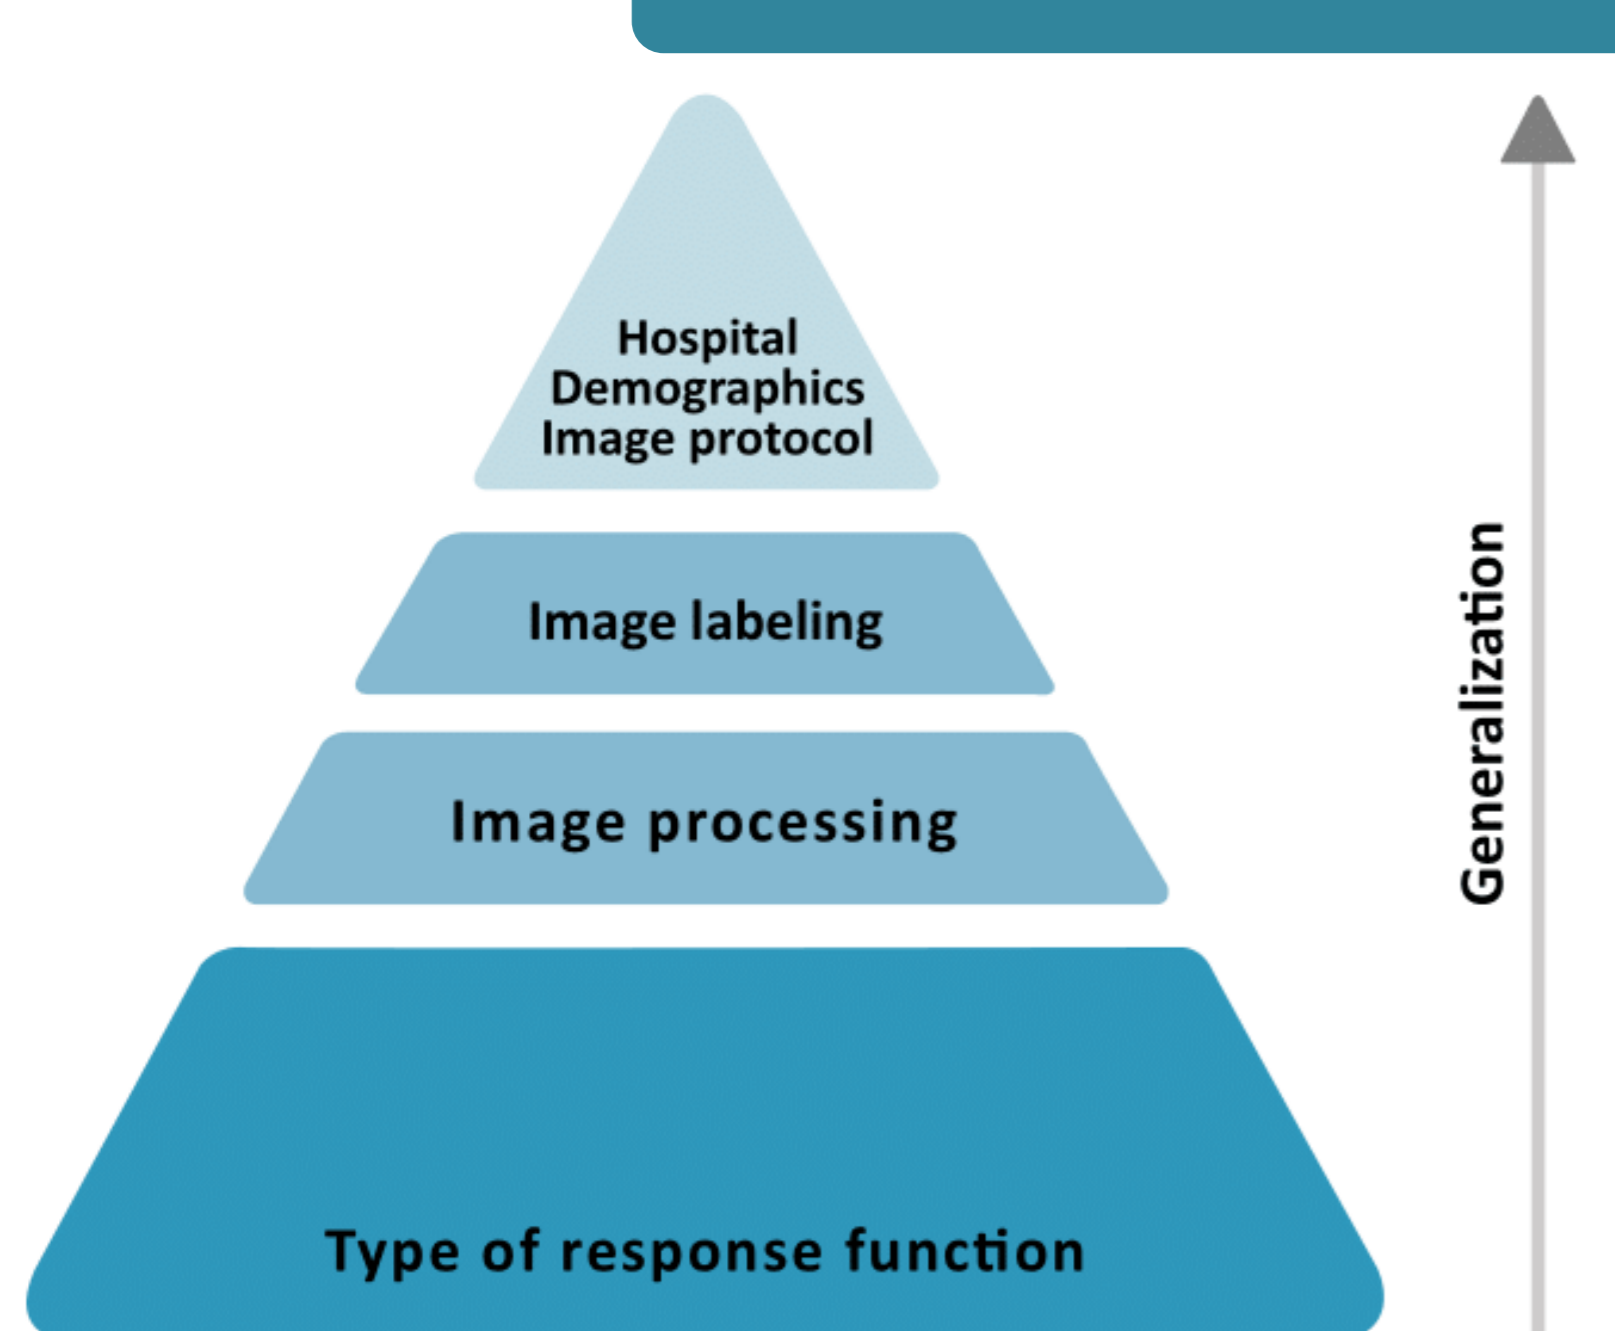 Hospital
Demographics
Image protocol
Image labeling
Image processing
Type of response function
Generalization